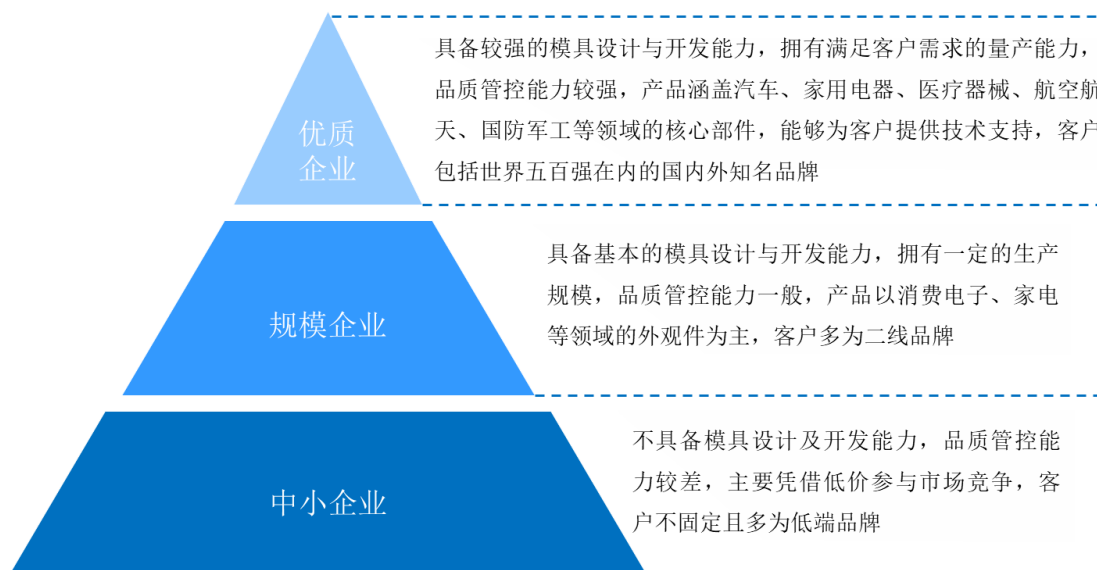 优质
企业
具备较强的模具设计与开发能力，拥有满足客户需求的量产能力，
品质管控能力较强，产品涵盖汽车、家用电器、医疗器械、航空航
天、国防军工等领域的核心部件，能够为客户提供技术支持，客户
包括世界五百强在内的国内外知名品牌
规模企业
具备基本的模具设计与开发能力，拥有一定的生产
规模，品质管控能力一般，产品以消费电子、家电
等领域的外观件为主，客户多为二线品牌
中小企业
不具备模具设计及开发能力，品质管控能
力较差，主要凭借低价参与市场竞争，客
户不固定且多为低端品牌